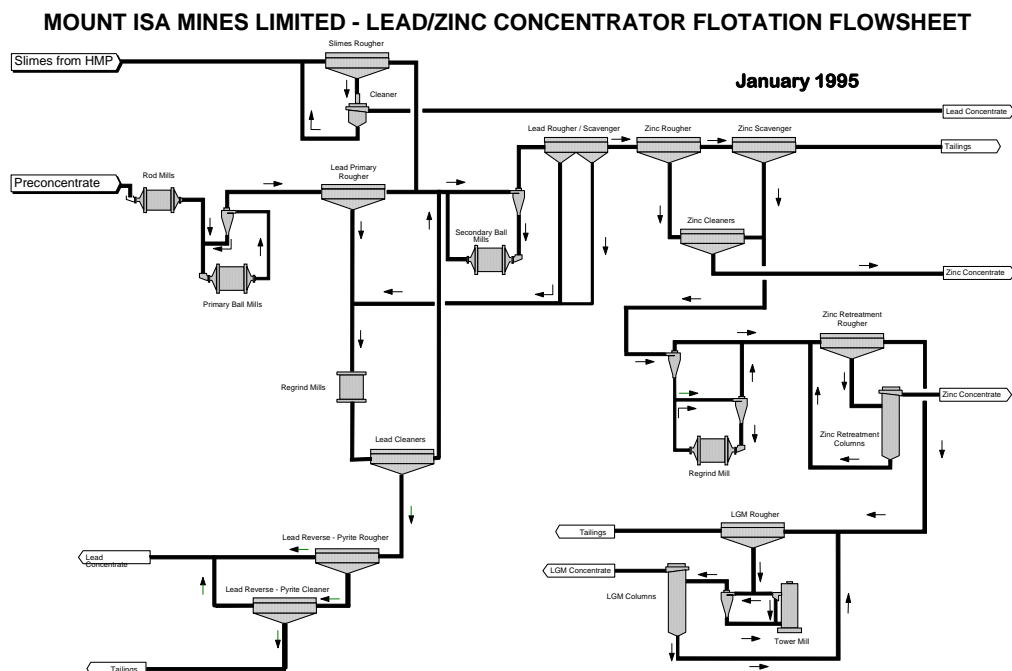 MOUNT ISA MINES LIMITED - LEAD/ZINC CONCENTRATOR FLOTATION FLOWSHEET
January 1995
Slimes from HMP
Slimes Rougher
Cleaner
Lead Concentrate
Lead Rougher / Scavenger
Zinc Rougher
Zinc Scavenger
Tailings
Preconcentrate
Rod Mills
Lead Primary
Rougher
Primary Ball Mills
Secondary Ball
Mills
Zinc Cleaners
Zinc Concentrate
Zinc Retreatment
Rougher
Regrind Mills
Zinc Concentrate
Zinc Retreatment
Columns
Regrind Mill
Lead Cleaners
LGM Rougher
Tailings
Lead Reverse - Pyrite Rougher
Lead
Concentrate
LGM Concentrate
LGM Columns
Lead Reverse - Pyrite Cleaner
Tower Mill
Tailings